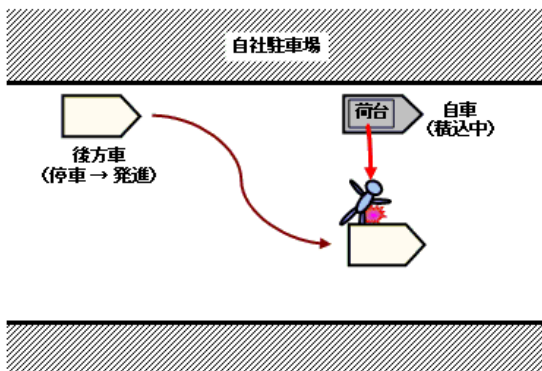 自社駐車場
荷台
自車
(積込中)
後方車
(停車 → 発進)